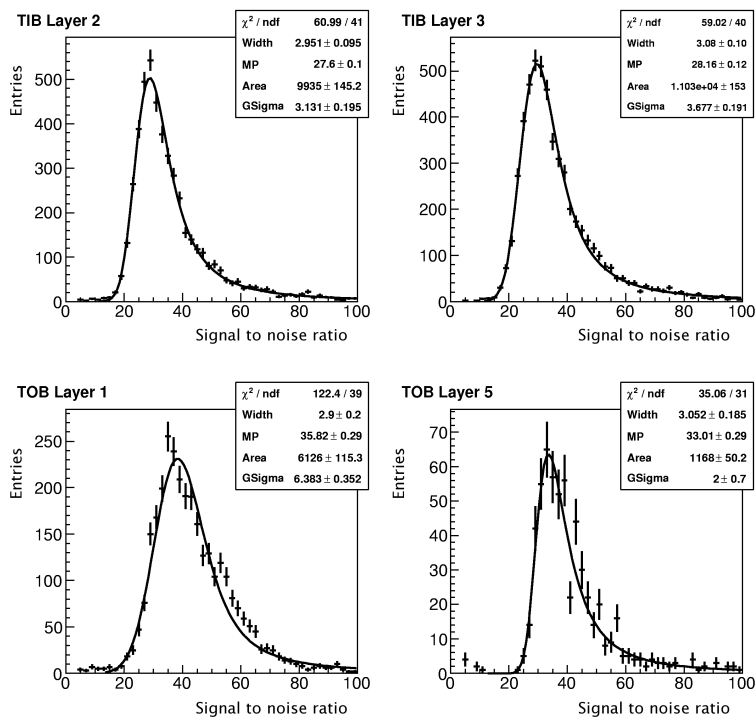 TIB Layer 2
χ² / ndf 60.99 / 41
Width 2.951 ± 0.095
MP 27.6 ± 0.1
Area 9935 ± 145.2
GSigma 3.131 ± 0.195
Entries
500
400
300
200
100
0
0 20 40 60 80 100
Signal to noise ratio
TIB Layer 3
χ² / ndf 59.02 / 40
Width 3.08 ± 0.10
MP 28.16 ± 0.12
Area 1.103e+04 ± 153
GSigma 3.677 ± 0.191
Entries
500
400
300
200
100
0
0 20 40 60 80 100
Signal to noise ratio
TOB Layer 1
χ² / ndf 122.4 / 39
Width 2.9 ± 0.2
MP 35.82 ± 0.29
Area 6126 ± 115.3
GSigma 6.383 ± 0.352
Entries
250
200
150
100
50
0
0 20 40 60 80 100
Signal to noise ratio
TOB Layer 5
χ² / ndf 35.06 / 31
Width 3.052 ± 0.185
MP 33.01 ± 0.29
Area 1168 ± 50.2
GSigma 2 ± 0.7
Entries
70
60
50
40
30
20
10
0
0 20 40 60 80 100
Signal to noise ratio